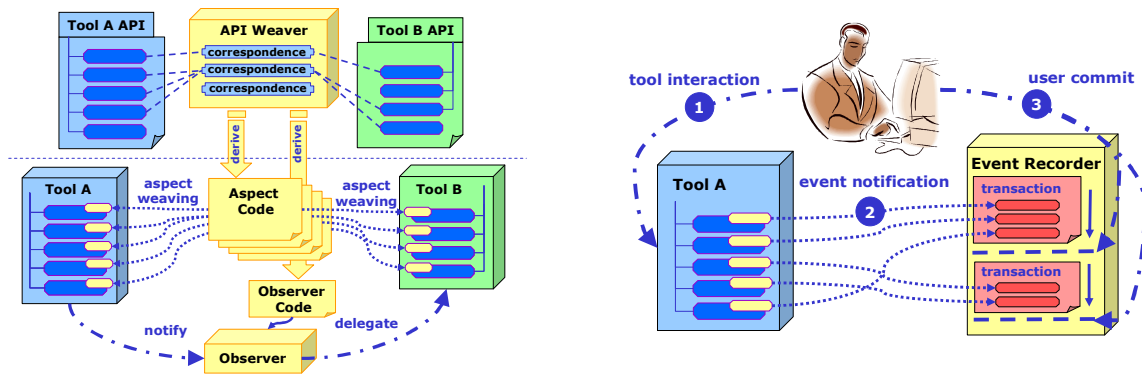 Tool A API
API Weaver
Tool B API
correspondence
correspondence
correspondence
derive
derive
Tool A
aspect
weaving
Aspect
Code
aspect
weaving
Tool B
Observer
Code
notify
delegate
Observer
tool interaction
1
user commit
3
Tool A
event notification
2
Event Recorder
transaction
transaction